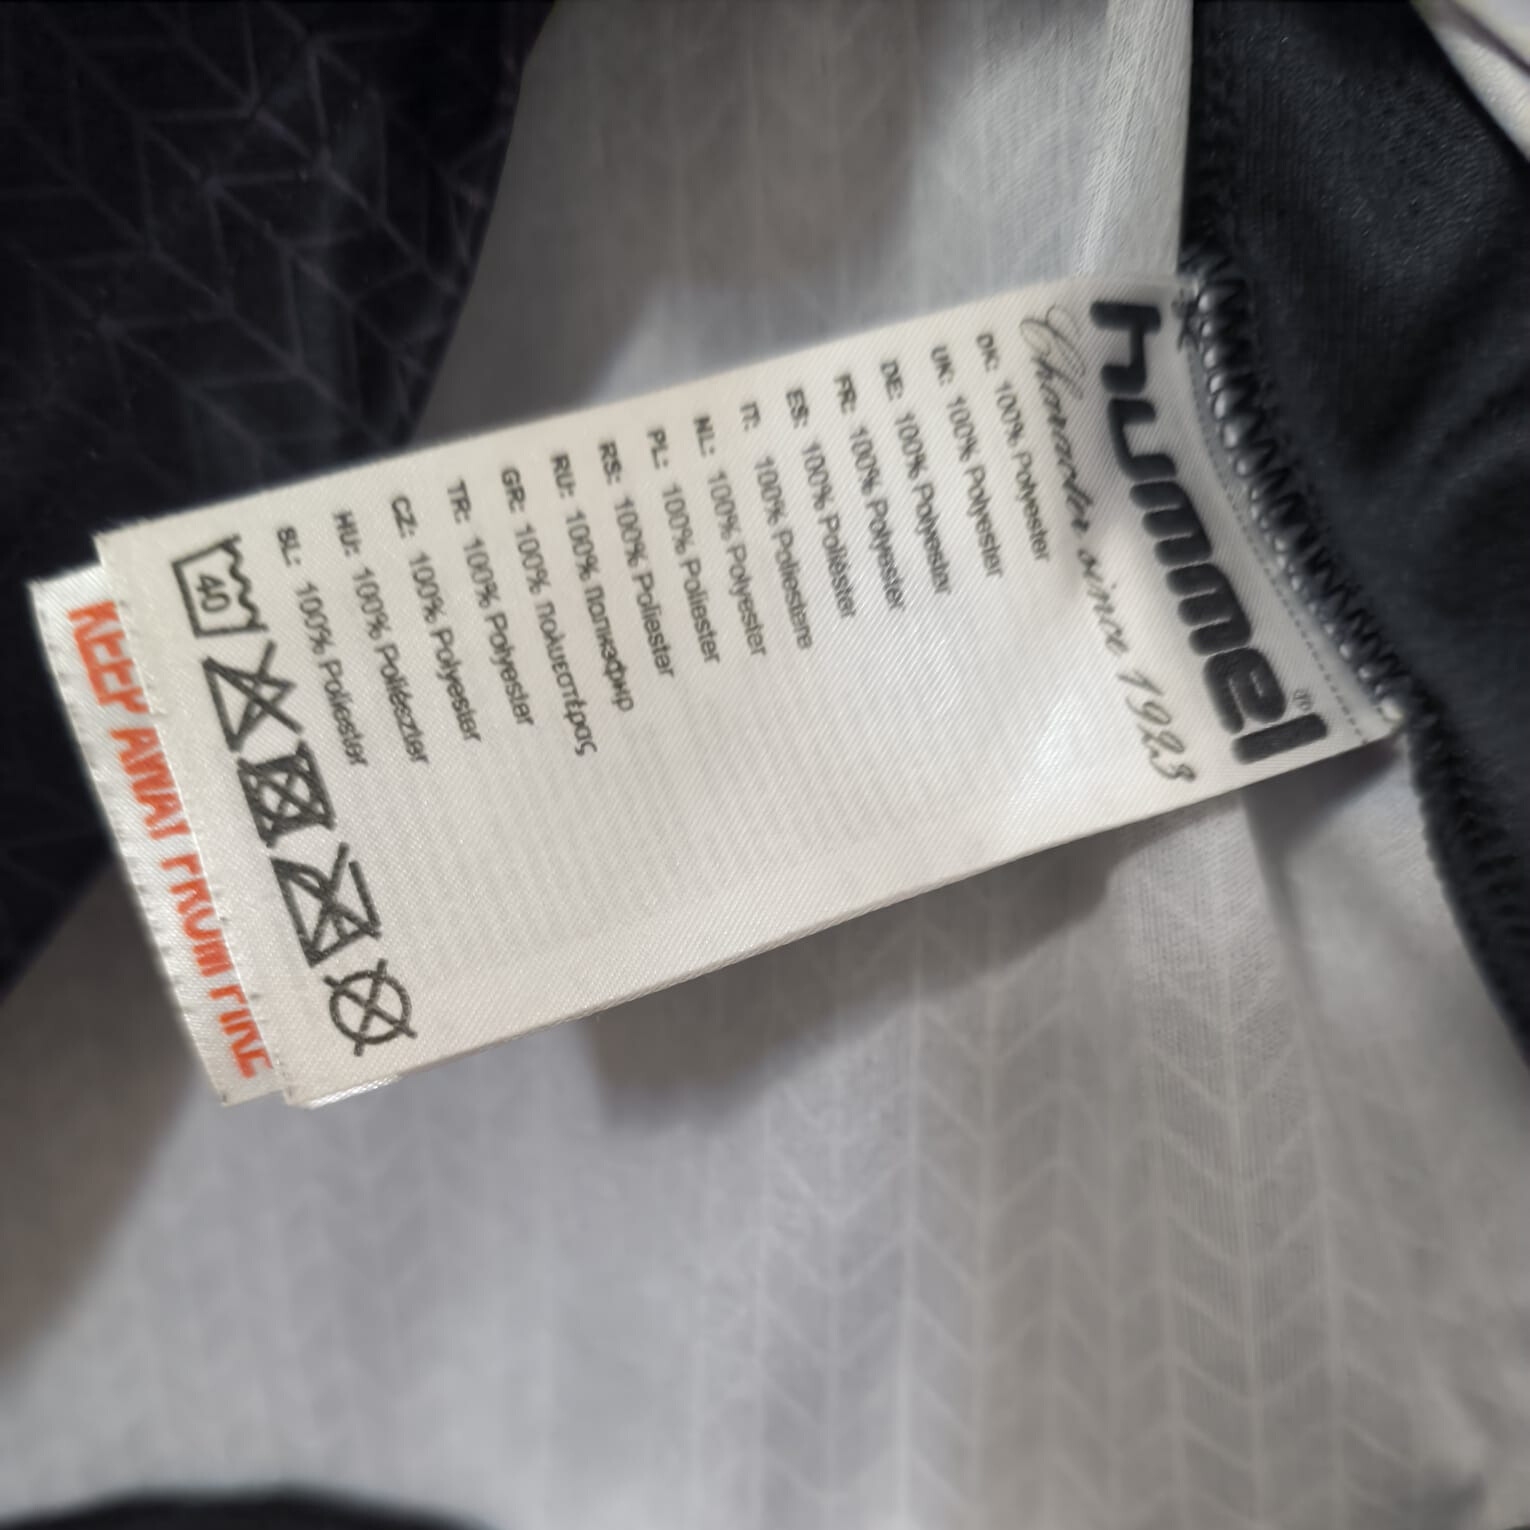 hummel®
Character since 1923
DK: 100% Polyester
UK: 100% Polyester
DE: 100% Polyester
FR: 100% Polyester
ES: 100% Poliester
IT: 100% Poliestere
NL: 100% Polyester
PL: 100% Poliester
RS: 100% Poliestar
RU: 100% Полиэфир
GR: 100% πολυεστέρας
TR: 100% Polyester
CZ: 100% Polyester
HU: 100% Poliészter
SL: 100% Poliester
40
KEEP AWAY FROM FIRE